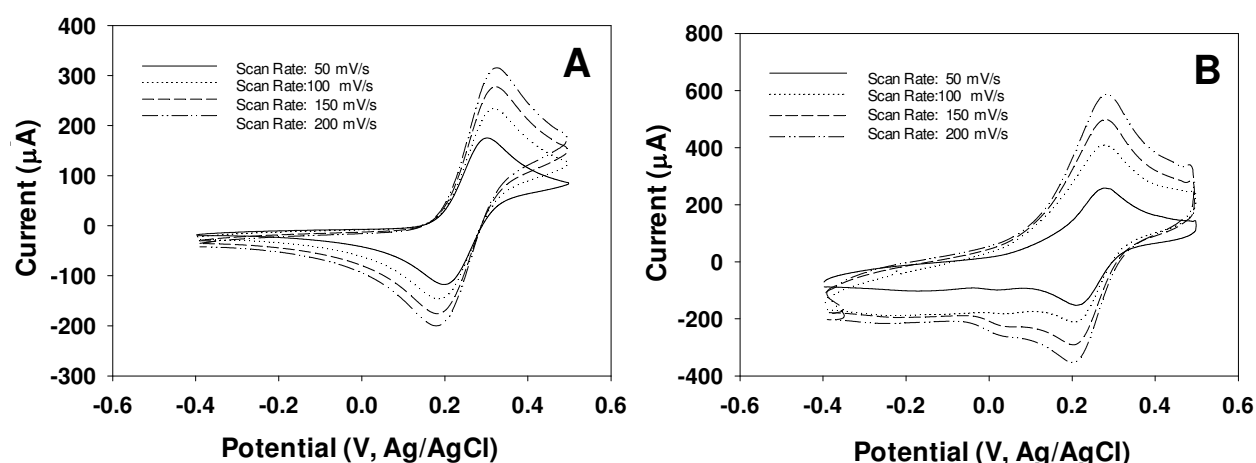 400
300
200
100
0
-100
-200
-300
Current (µA)
A
Scan Rate: 50 mV/s
Scan Rate:100 mV/s
Scan Rate: 150 mV/s
Scan Rate: 200 mV/s
-0.6 -0.4 -0.2 0.0 0.2 0.4 0.6
Potential (V, Ag/AgCl)
800
600
400
200
0
-200
-400
Current (µA)
B
Scan Rate: 50 mV/s
Scan Rate:100 mV/s
Scan Rate: 150 mV/s
Scan Rate: 200 mV/s
-0.6 -0.4 -0.2 0.0 0.2 0.4 0.6
Potential (V, Ag/AgCl)